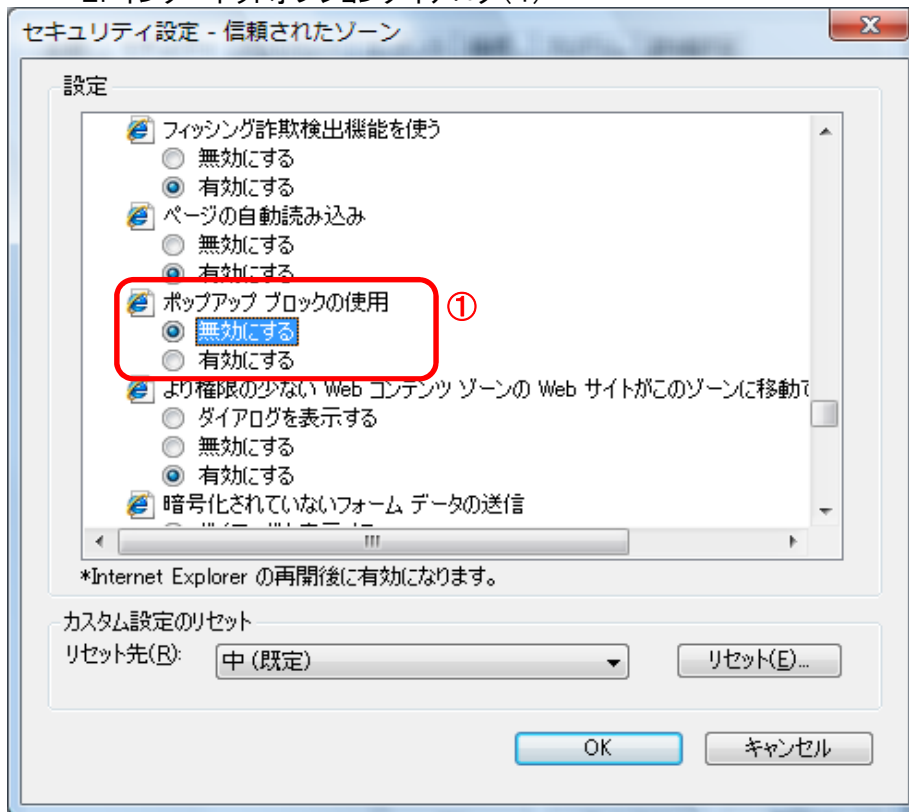 セキュリティ設定 - 信頼されたゾーン
設定
フィッシング詐欺検出機能を使う
無効にする
有効にする
ページの自動読み込み
無効にする
有効にする
ポップアップ ブロックの使用
①
無効にする
有効にする
より権限の少ない Web コンテンツ ゾーンの Web サイトがこのゾーンに移動で
ダイアログを表示する
無効にする
有効にする
暗号化されていないフォーム データの送信
*Internet Explorer の再開後に有効になります。
カスタム設定のリセット
リセット先(R):
中 (既定)
リセット(E)...
OK
キャンセル